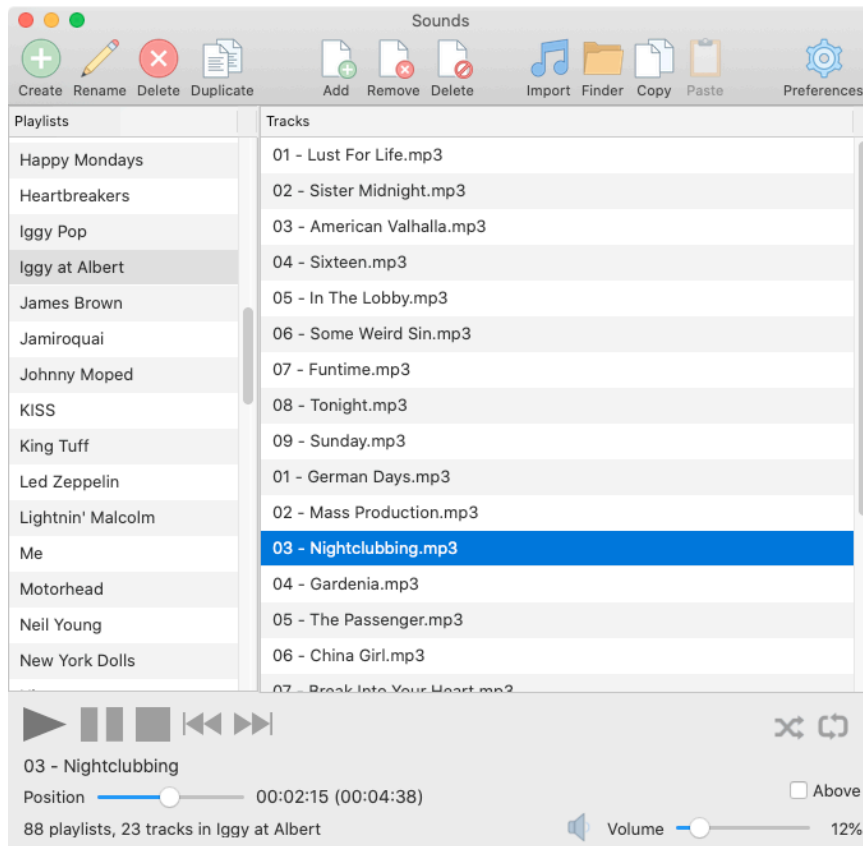 Sounds
Create Rename Delete Duplicate Add Remove Delete Import Finder Copy Paste Preferences
Playlists
Happy Mondays
Heartbreakers
Iggy Pop
Iggy at Albert
James Brown
Jamiroquai
Johnny Moped
KISS
King Tuff
Led Zeppelin
Lightnin' Malcolm
Me
Motorhead
Neil Young
New York Dolls
Tracks
01 - Lust For Life.mp3
02 - Sister Midnight.mp3
03 - American Valhalla.mp3
04 - Sixteen.mp3
05 - In The Lobby.mp3
06 - Some Weird Sin.mp3
07 - Funtime.mp3
08 - Tonight.mp3
09 - Sunday.mp3
01 - German Days.mp3
02 - Mass Production.mp3
03 - Nightclubbing.mp3
04 - Gardenia.mp3
05 - The Passenger.mp3
06 - China Girl.mp3
07 - Break Into Your Heart.mp3
03 - Nightclubbing
Position 00:02:15 (00:04:38)
Above
88 playlists, 23 tracks in Iggy at Albert
Volume 12%